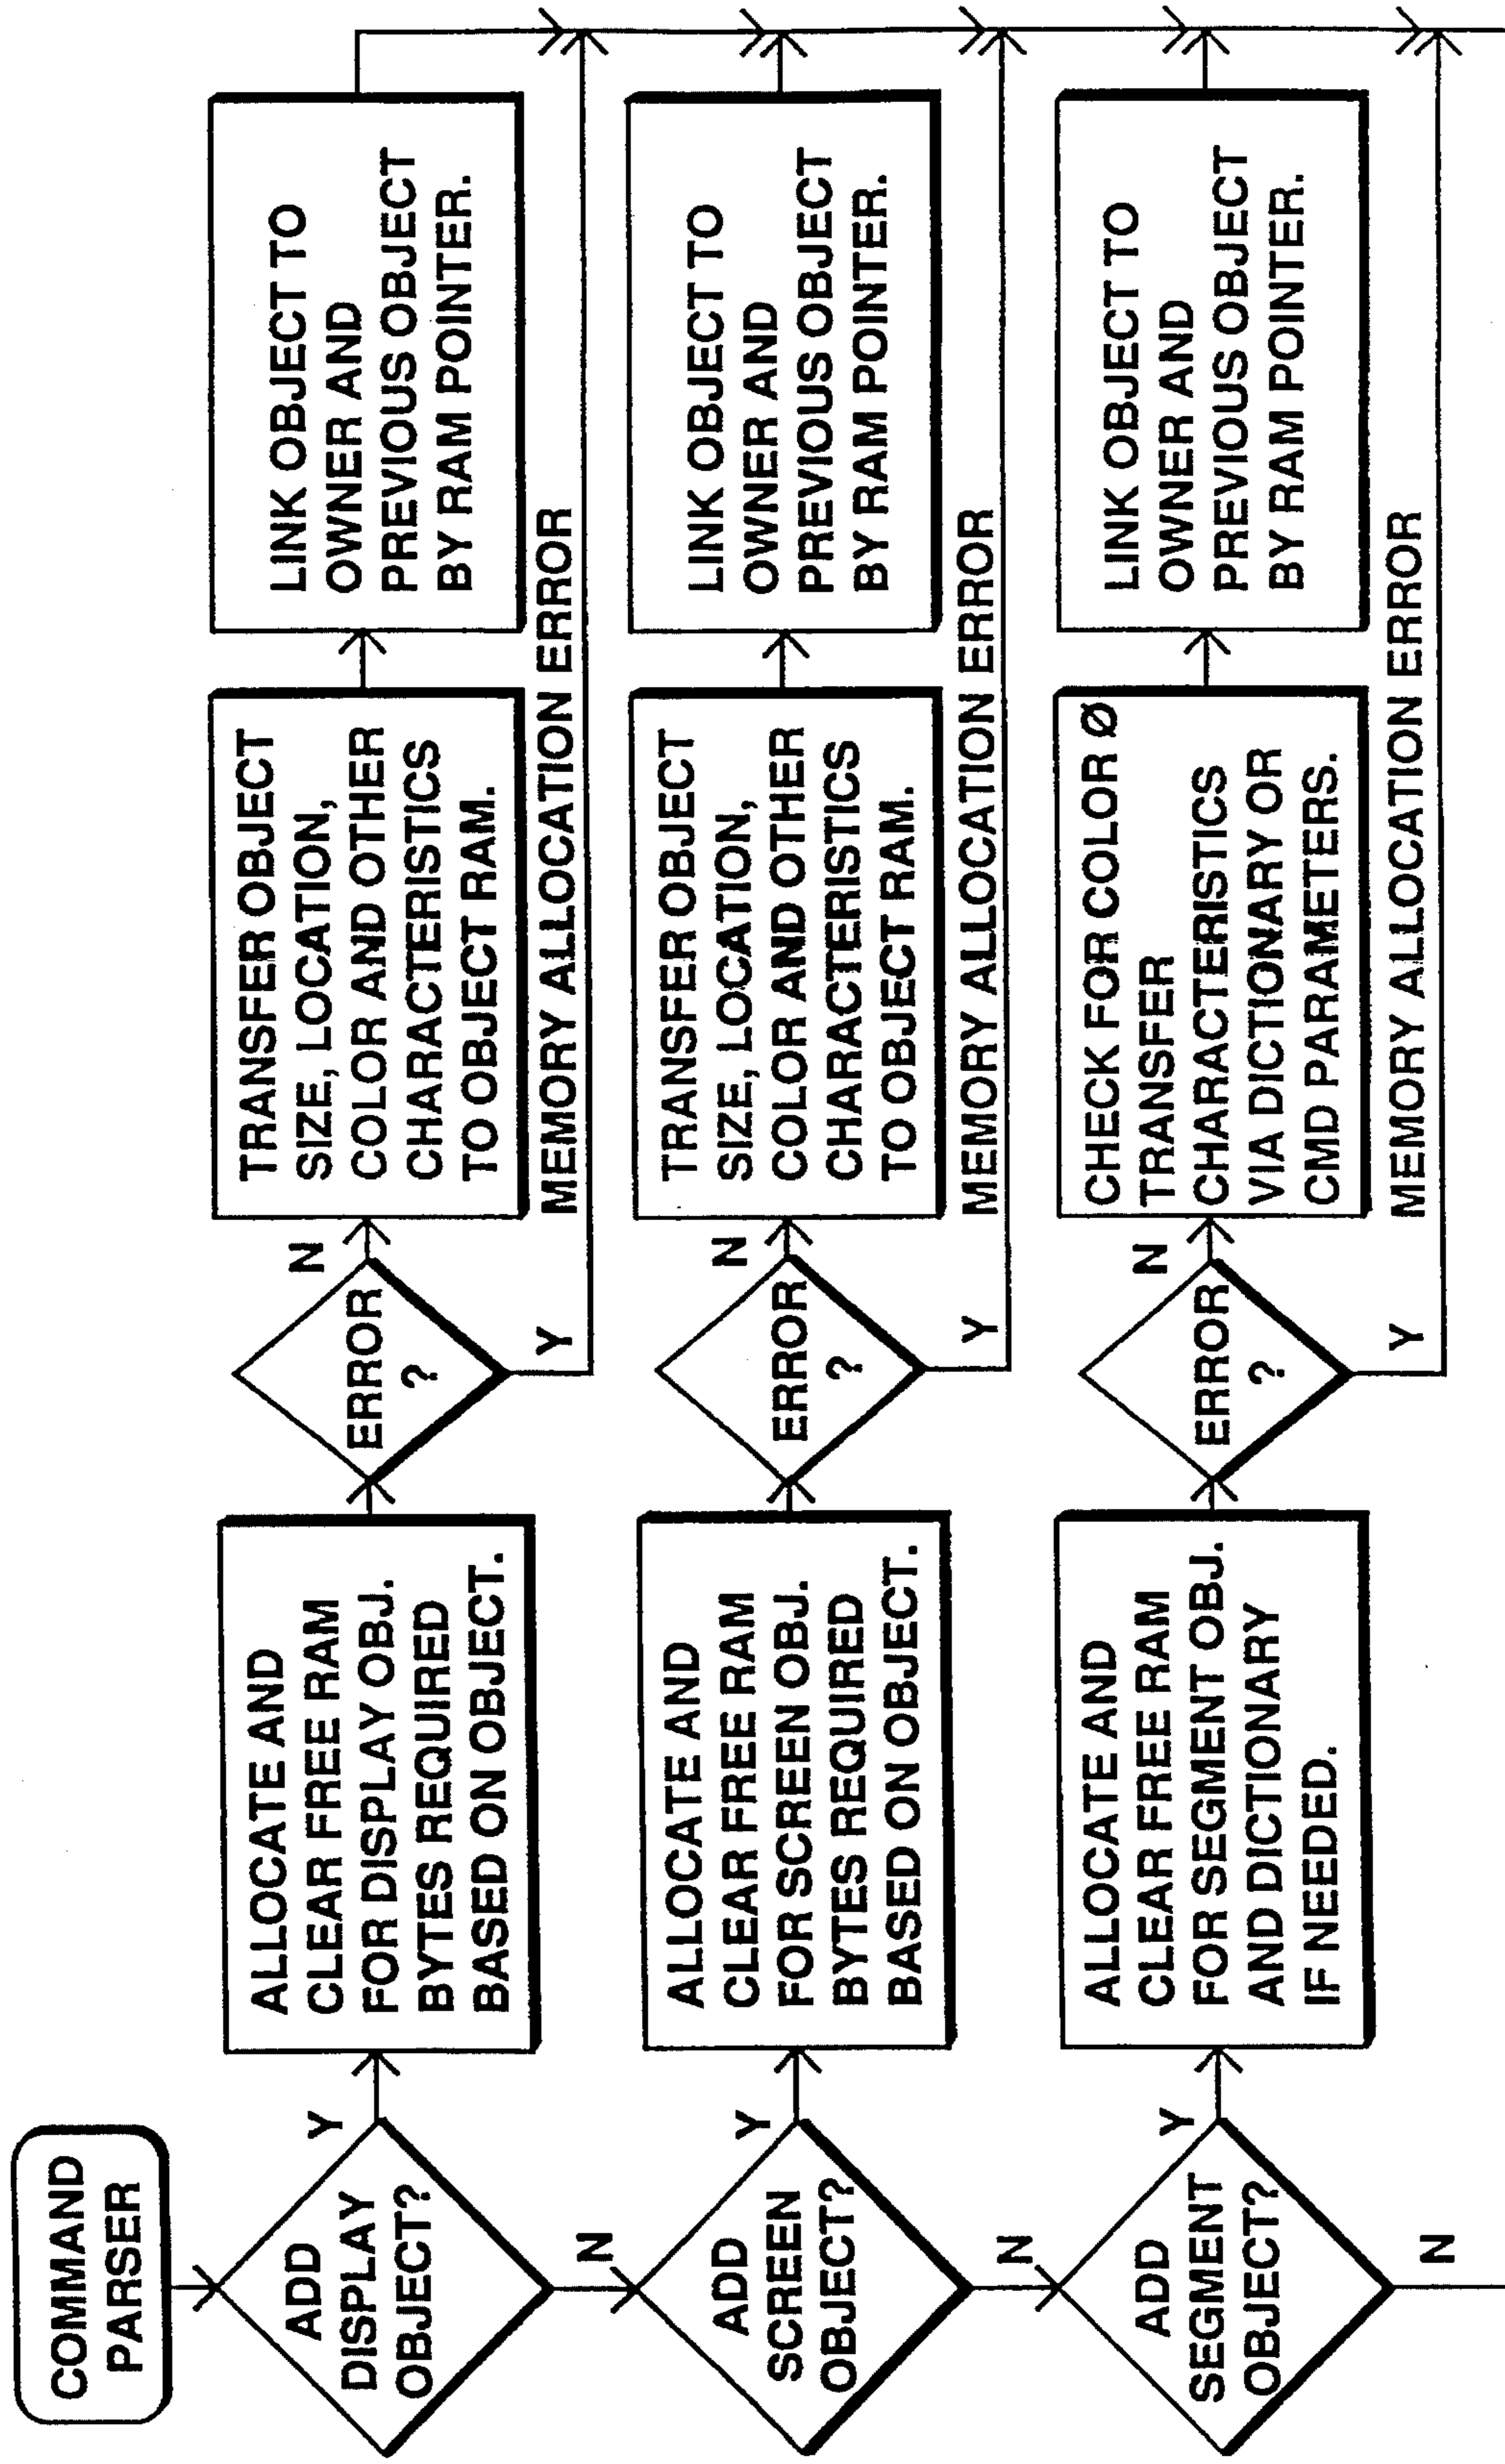 COMMAND
PARSER
ADD
DISPLAY
OBJECT?
Y
N
ALLOCATE AND
CLEAR FREE RAM
FOR DISPLAY OBJ.
BYTES REQUIRED
BASED ON OBJECT.
ERROR
?
N
Y
TRANSFER OBJECT
SIZE, LOCATION,
COLOR AND OTHER
CHARACTERISTICS
TO OBJECT RAM.
MEMORY ALLOCATION ERROR
LINK OBJECT TO
OWNER AND
PREVIOUS OBJECT
BY RAM POINTER.
ADD
SCREEN
OBJECT?
Y
N
ALLOCATE AND
CLEAR FREE RAM
FOR SCREEN OBJ.
BYTES REQUIRED
BASED ON OBJECT.
ERROR
?
N
Y
TRANSFER OBJECT
SIZE, LOCATION,
COLOR AND OTHER
CHARACTERISTICS
TO OBJECT RAM.
MEMORY ALLOCATION ERROR
LINK OBJECT TO
OWNER AND
PREVIOUS OBJECT
BY RAM POINTER.
ADD
SEGMENT
OBJECT?
Y
N
ALLOCATE AND
CLEAR FREE RAM
FOR SEGMENT OBJ.
AND DICTIONARY
IF NEEDED.
ERROR
?
N
Y
CHECK FOR COLOR Ø
TRANSFER
CHARACTERISTICS
VIA DICTIONARY OR
CMD PARAMETERS.
MEMORY ALLOCATION ERROR
LINK OBJECT TO
OWNER AND
PREVIOUS OBJECT
BY RAM POINTER.